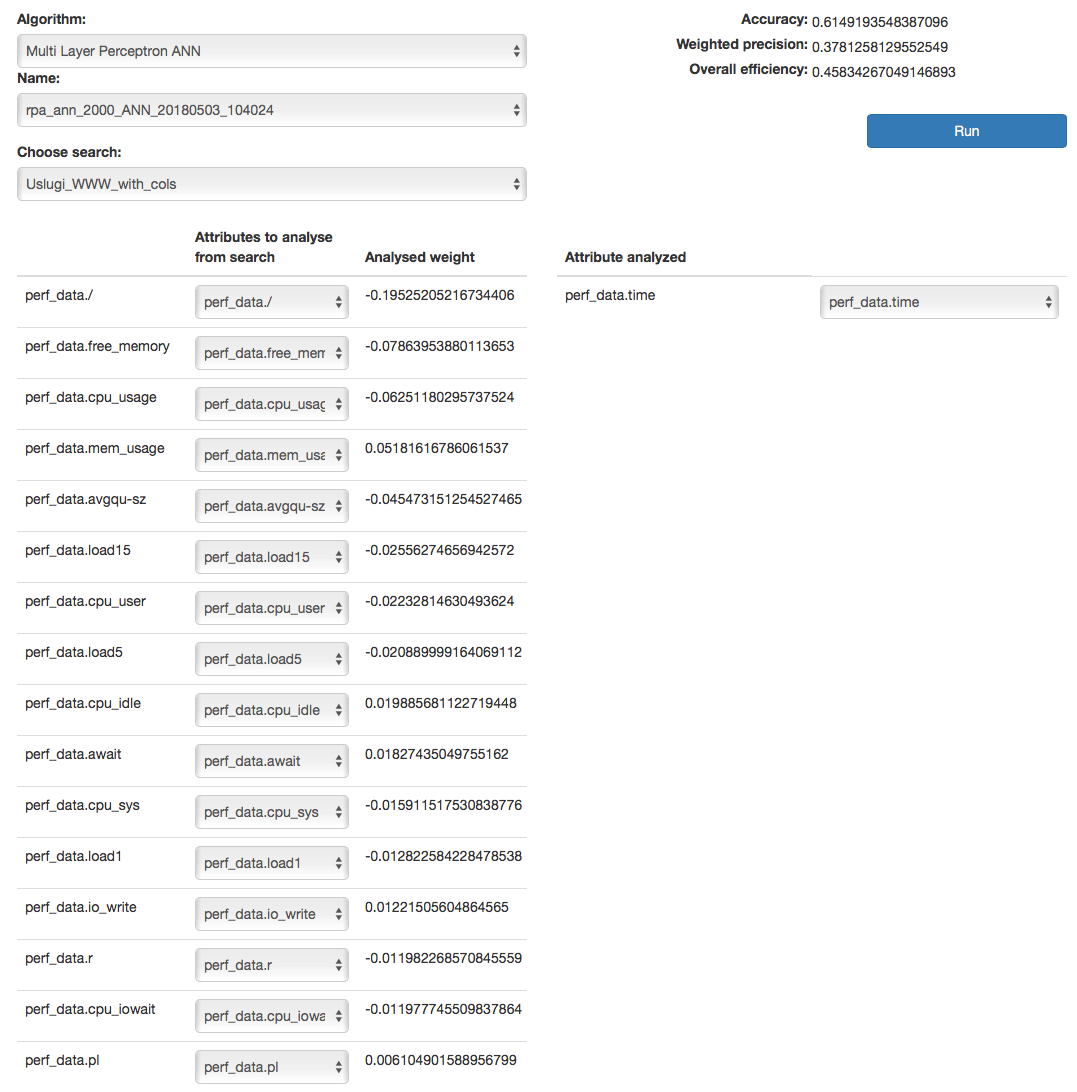 Algorithm:
Multi Layer Perceptron ANN
Name:
rpa_ann_2000_ANN_20180503_104024
Choose search:
Uslugi_WWW_with_cols
Accuracy: 0.6149193548387096
Weighted precision: 0.3781258129552549
Overall efficiency: 0.45834267049146893
Run
Attributes to analyse
from search
Analysed weight
perf_data./ perf_data./ -0.19525205216734406
perf_data.free_memory perf_data.free_mem -0.07863953880113653
perf_data.cpu_usage perf_data.cpu_usag -0.06251180295737524
perf_data.mem_usage perf_data.mem_usa 0.05181616786061537
perf_data.avgqu-sz perf_data.avgqu-sz -0.045473151254527465
perf_data.load15 perf_data.load15 -0.02556274656942572
perf_data.cpu_user perf_data.cpu_user -0.02232814630493624
perf_data.load5 perf_data.load5 -0.020889999164069112
perf_data.cpu_idle perf_data.cpu_idle 0.019885681122719448
perf_data.await perf_data.await 0.01827435049755162
perf_data.cpu_sys perf_data.cpu_sys -0.015911517530838776
perf_data.load1 perf_data.load1 -0.012822584228478538
perf_data.io_write perf_data.io_write 0.01221505604864565
perf_data.r perf_data.r -0.011982268570845559
perf_data.cpu_iowait perf_data.cpu_iowa -0.011977745509837864
perf_data.pl perf_data.pl 0.006104901588956799
Attribute analyzed
perf_data.time perf_data.time